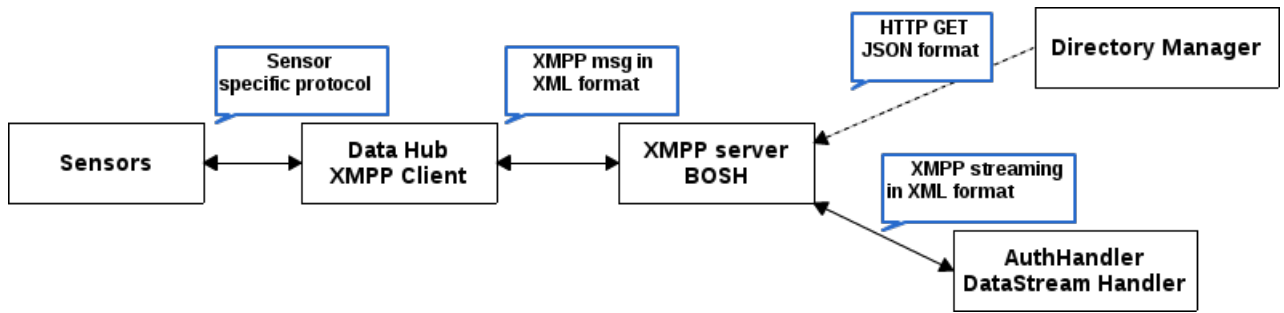 HTTP GET
JSON format
Directory Manager
Sensor
specific protocol
XMPP msg in
XML format
Sensors
Data Hub
XMPP Client
XMPP server
BOSH
XMPP streaming
in XML format
AuthHandler
DataStream Handler